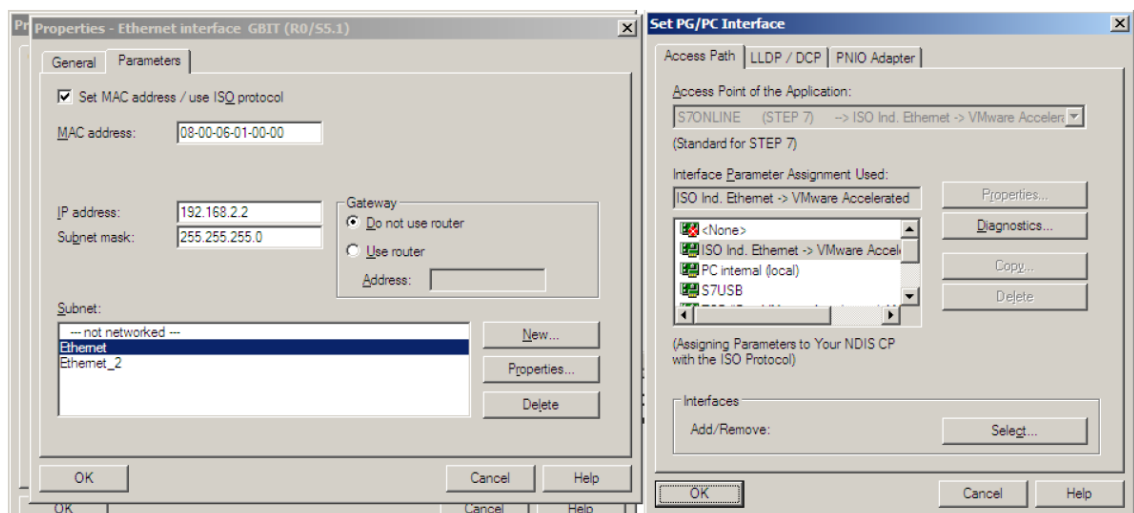 Pr
Properties - Ethernet interface GBIT (R0/S5.1)
General
Parameters
Set MAC address / use ISO protocol
MAC address:
08-00-06-01-00-00
IP address:
192.168.2.2
Subnet mask:
255.255.255.0
Gateway
Do not use router
Use router
Address:
Subnet:
--- not networked ---
Ethernet
Ethernet_2
New...
Properties...
Delete
OK
Cancel
Help
OK
Cancel
Help
Set PG/PC Interface
Access Path
LLDP / DCP
PNIO Adapter
Access Point of the Application:
S7ONLINE (STEP 7) --> ISO Ind. Ethernet -> VMware Acceler
(Standard for STEP 7)
Interface Parameter Assignment Used:
ISO Ind. Ethernet -> VMware Accelerated
Properties...
<None>
ISO Ind. Ethernet -> VMware Accel
PC internal (local)
S7USB
Diagnostics...
Copy...
Delete
(Assigning Parameters to Your NDIS CP
with the ISO Protocol)
Interfaces
Add/Remove:
Select...
OK
Cancel
Help